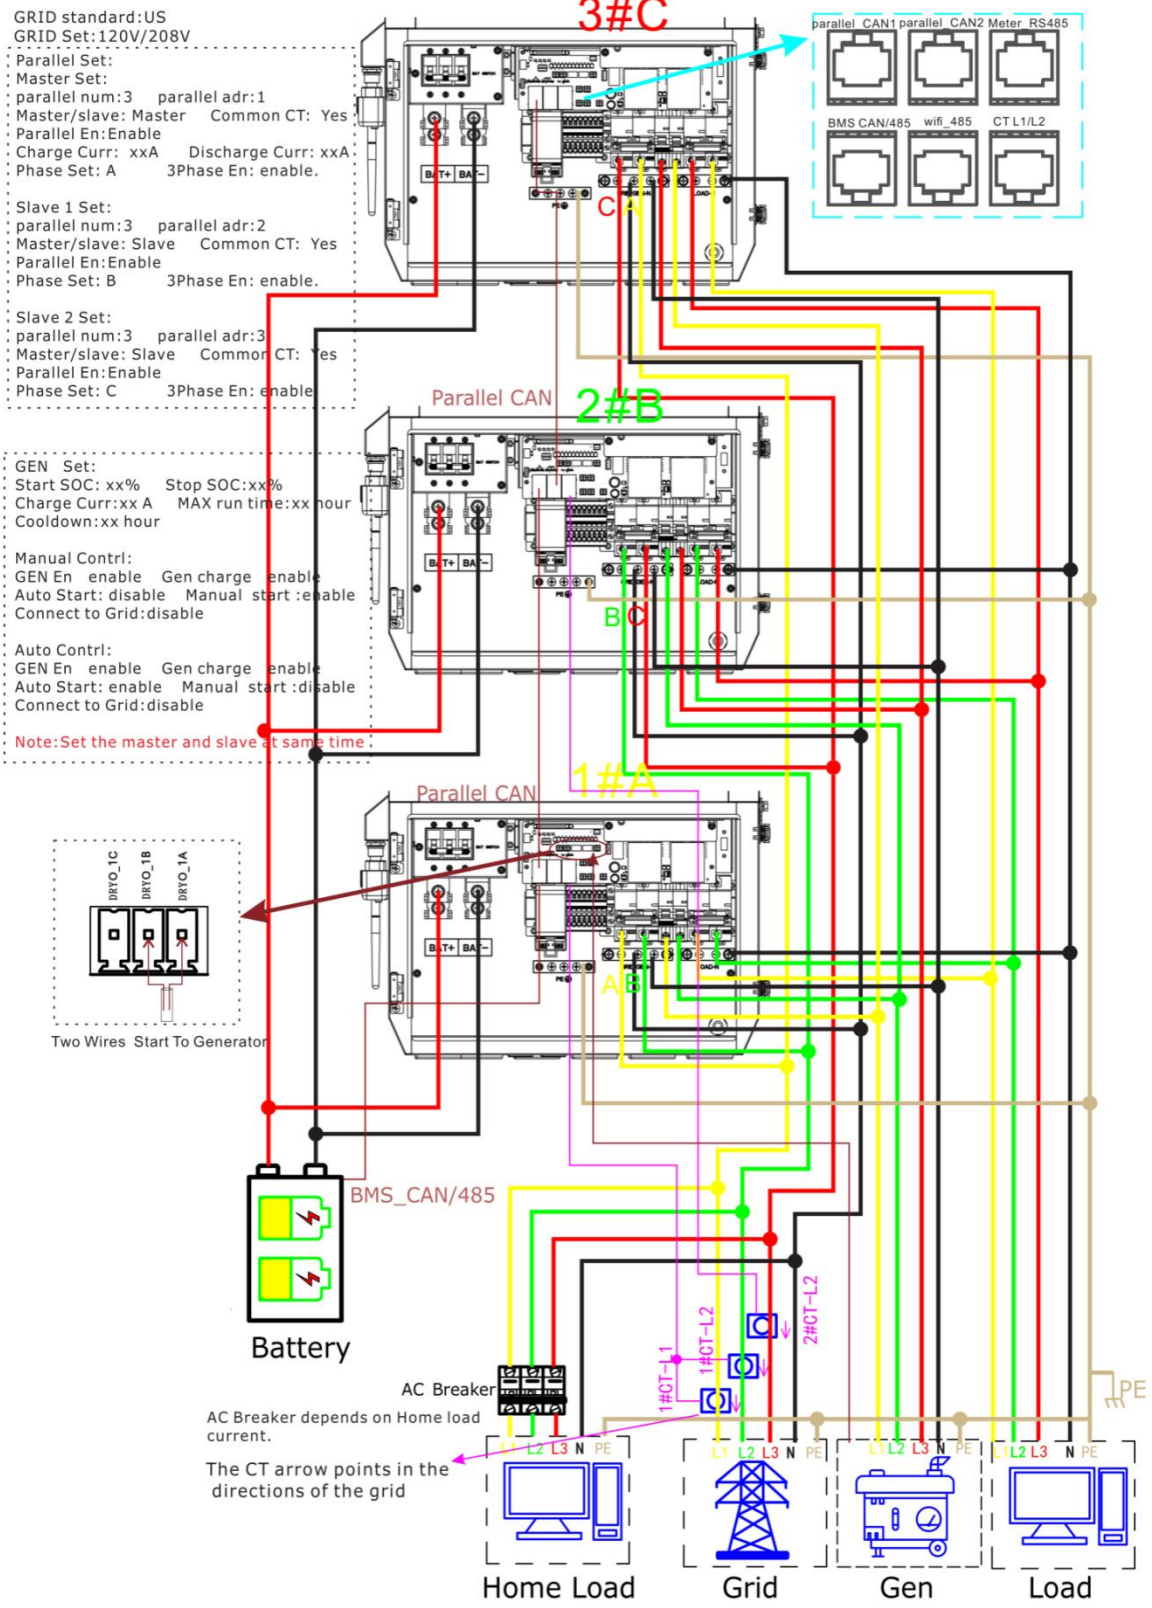 GRID standard:US
GRID Set:120V/208V
Parallel Set:
Master Set:
parallel num:3 parallel adr:1
Master/slave: Master Common CT: Yes
Parallel En:Enable
Charge Curr: xxA Discharge Curr: xxA
Phase Set: A 3Phase En: enable.
Slave 1 Set:
parallel num:3 parallel adr:2
Master/slave: Slave Common CT: Yes
Parallel En:Enable
Phase Set: B 3Phase En: enable.
Slave 2 Set:
parallel num:3 parallel adr:3
Master/slave: Slave Common CT: Yes
Parallel En:Enable
Phase Set: C 3Phase En: enable
GEN Set:
Start SOC: xx% Stop SOC:xx%
Charge Curr:xx A MAX run time:xx hour
Cooldown:xx hour
Manual Contrl:
GEN En enable Gen charge enable
Auto Start: disable Manual start :enable
Connect to Grid:disable
Auto Contrl:
GEN En enable Gen charge enable
Auto Start: enable Manual start :disable
Connect to Grid:disable
Note:Set the master and slave at same time
3#C
parallel_CAN1 parallel_CAN2 Meter_RS485
BMS CAN/485 wifi_485 CT L1/L2
BAT+ BAT-
PE
LOAD-N
C A
Parallel CAN
2#B
BAT+ BAT-
PE
LOAD-N
B C
Parallel CAN
1#A
BAT+ BAT-
PE
LOAD-N
A B
DRYO_1C
DRYO_1B
DRYO_1A
Two Wires Start To Generator
BMS_CAN/485
Battery
AC Breaker
AC Breaker depends on Home load
current.
The CT arrow points in the
directions of the grid
1#CT-L1
1#CT-L2
2#CT-L2
PE
L1 L2 L3 N PE
L1 L2 L3 N PE
L1 L2 L3 N PE
L1 L2 L3 N PE
Home Load
Grid
Gen
Load